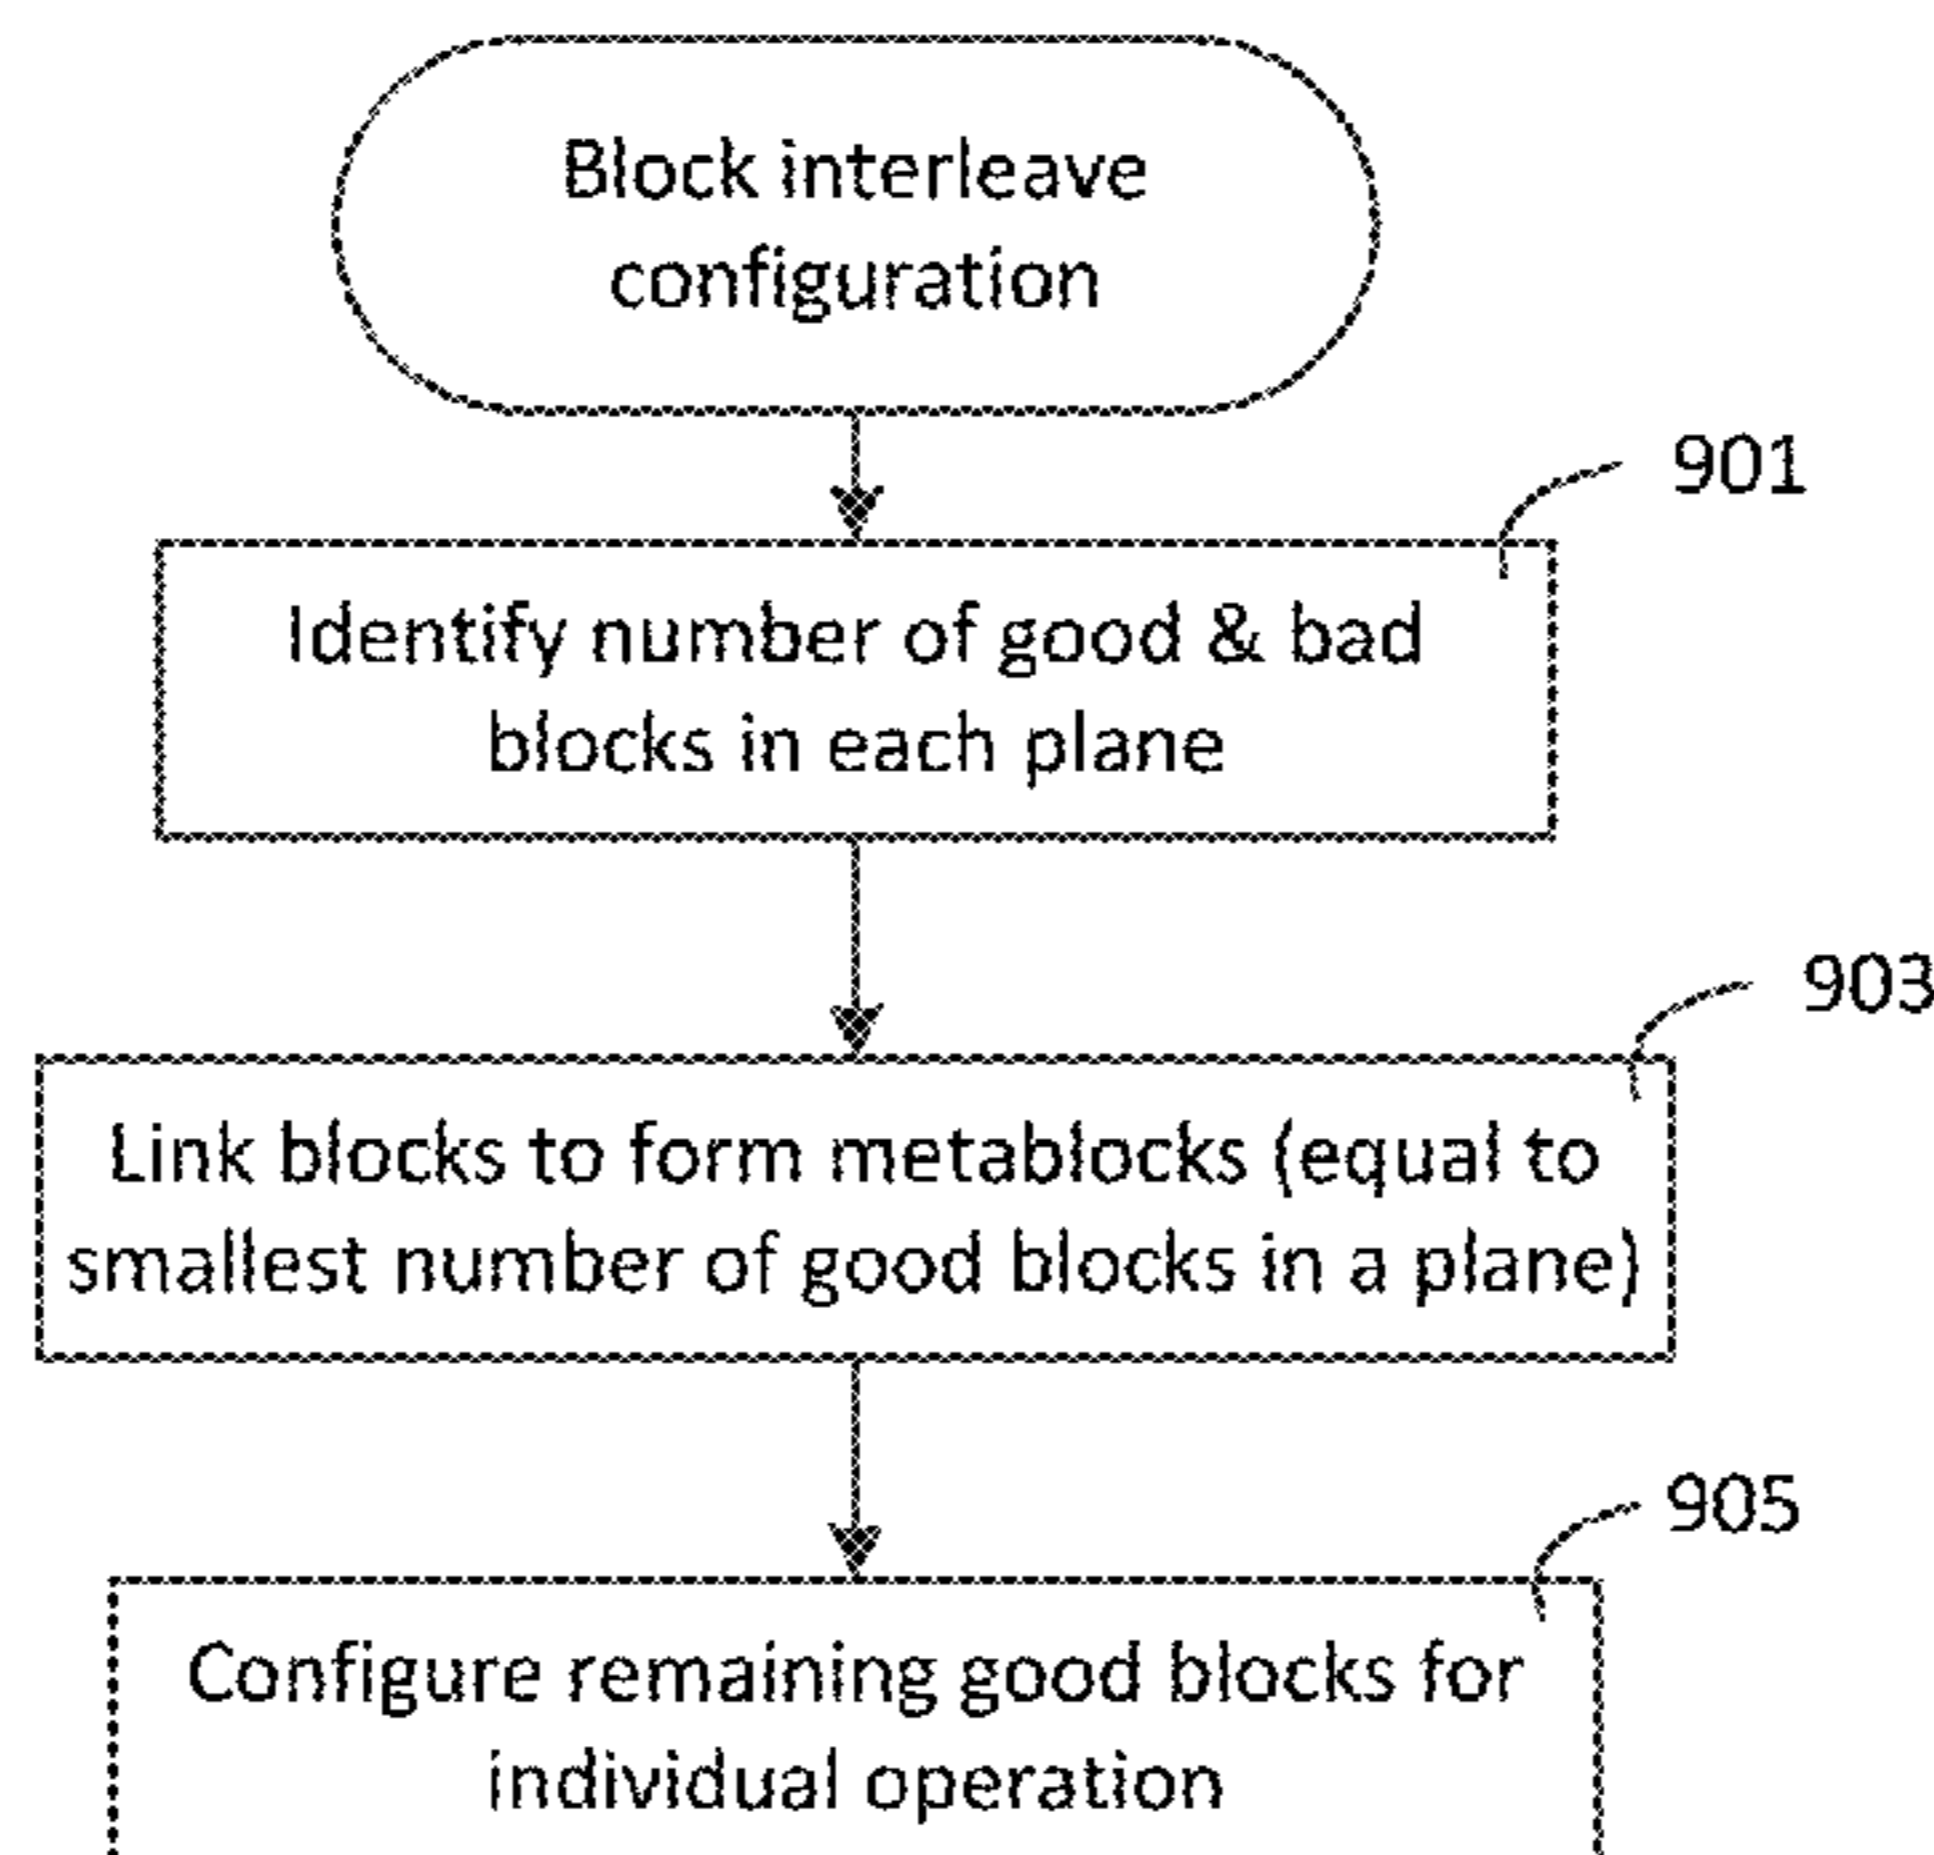 Block interleave
configuration
901
Identify number of good & bad
blocks in each plane
903
Link blocks to form metablocks (equal to
smallest number of good blocks in a plane)
905
Configure remaining good blocks for
individual operation